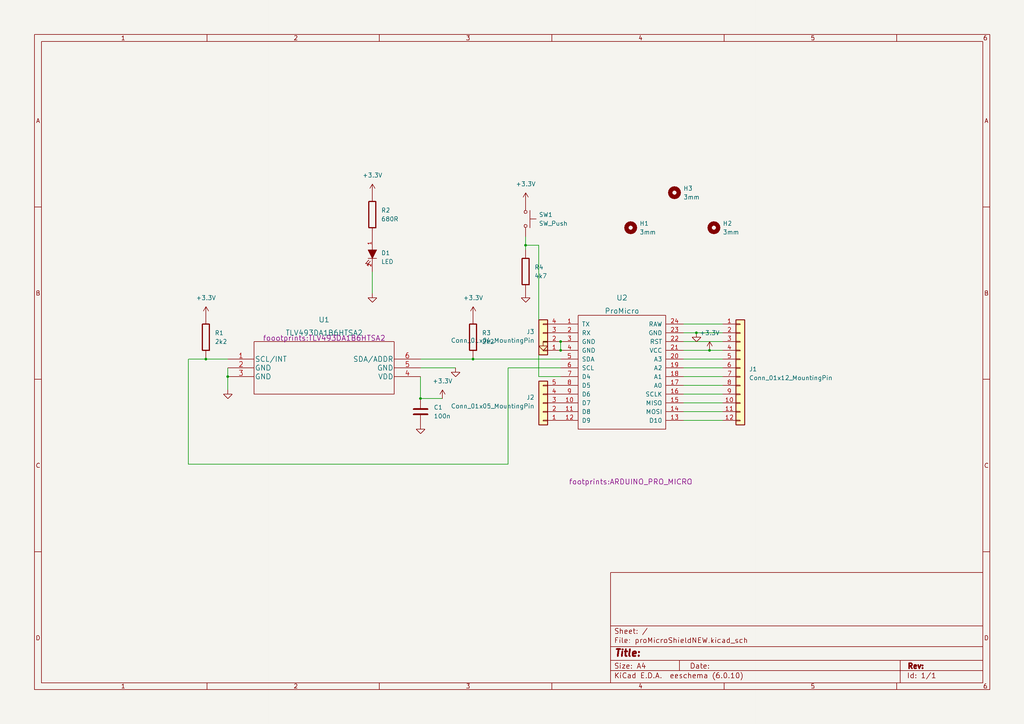 1 2 3 4 5 6
A A
B B
C C
D D
1 2 3 4 5 6
+3.3V
R2
680R
1
D1
LED
2
+3.3V
SW1
SW_Push
R4
4k7
H3
3mm
H1
3mm
H2
3mm
+3.3V
R1
2k2
U1
TLV493DA1B6HTSA2
footprints:TLV493DA1B6HTSA2
1 SCL/INT
2 GND
3 GND
SDA/ADDR 6
GND 5
VDD 4
+3.3V
R3
2k2
+3.3V
C1
100n
J3
Conn_01x04_MountingPin
4
3
2
1
J2
Conn_01x05_MountingPin
5
4
3
2
1
U2
ProMicro
1 TX
2 RX
3 GND
4 GND
5 SDA
6 SCL
7 D4
8 D5
9 D6
10 D7
11 D8
12 D9
RAW 24
GND 23
RST 22
VCC 21
A3 20
A2 19
A1 18
A0 17
SCLK 16
MISO 15
MOSI 14
D10 13
footprints:ARDUINO_PRO_MICRO
+3.3V
1
2
3
4
5
6
7
8
9
10
11
12
J1
Conn_01x12_MountingPin
Sheet: /
File: proMicroShieldNEW.kicad_sch
Title:
Size: A4 Date: Rev:
KiCad E.D.A. eeschema (6.0.10) Id: 1/1